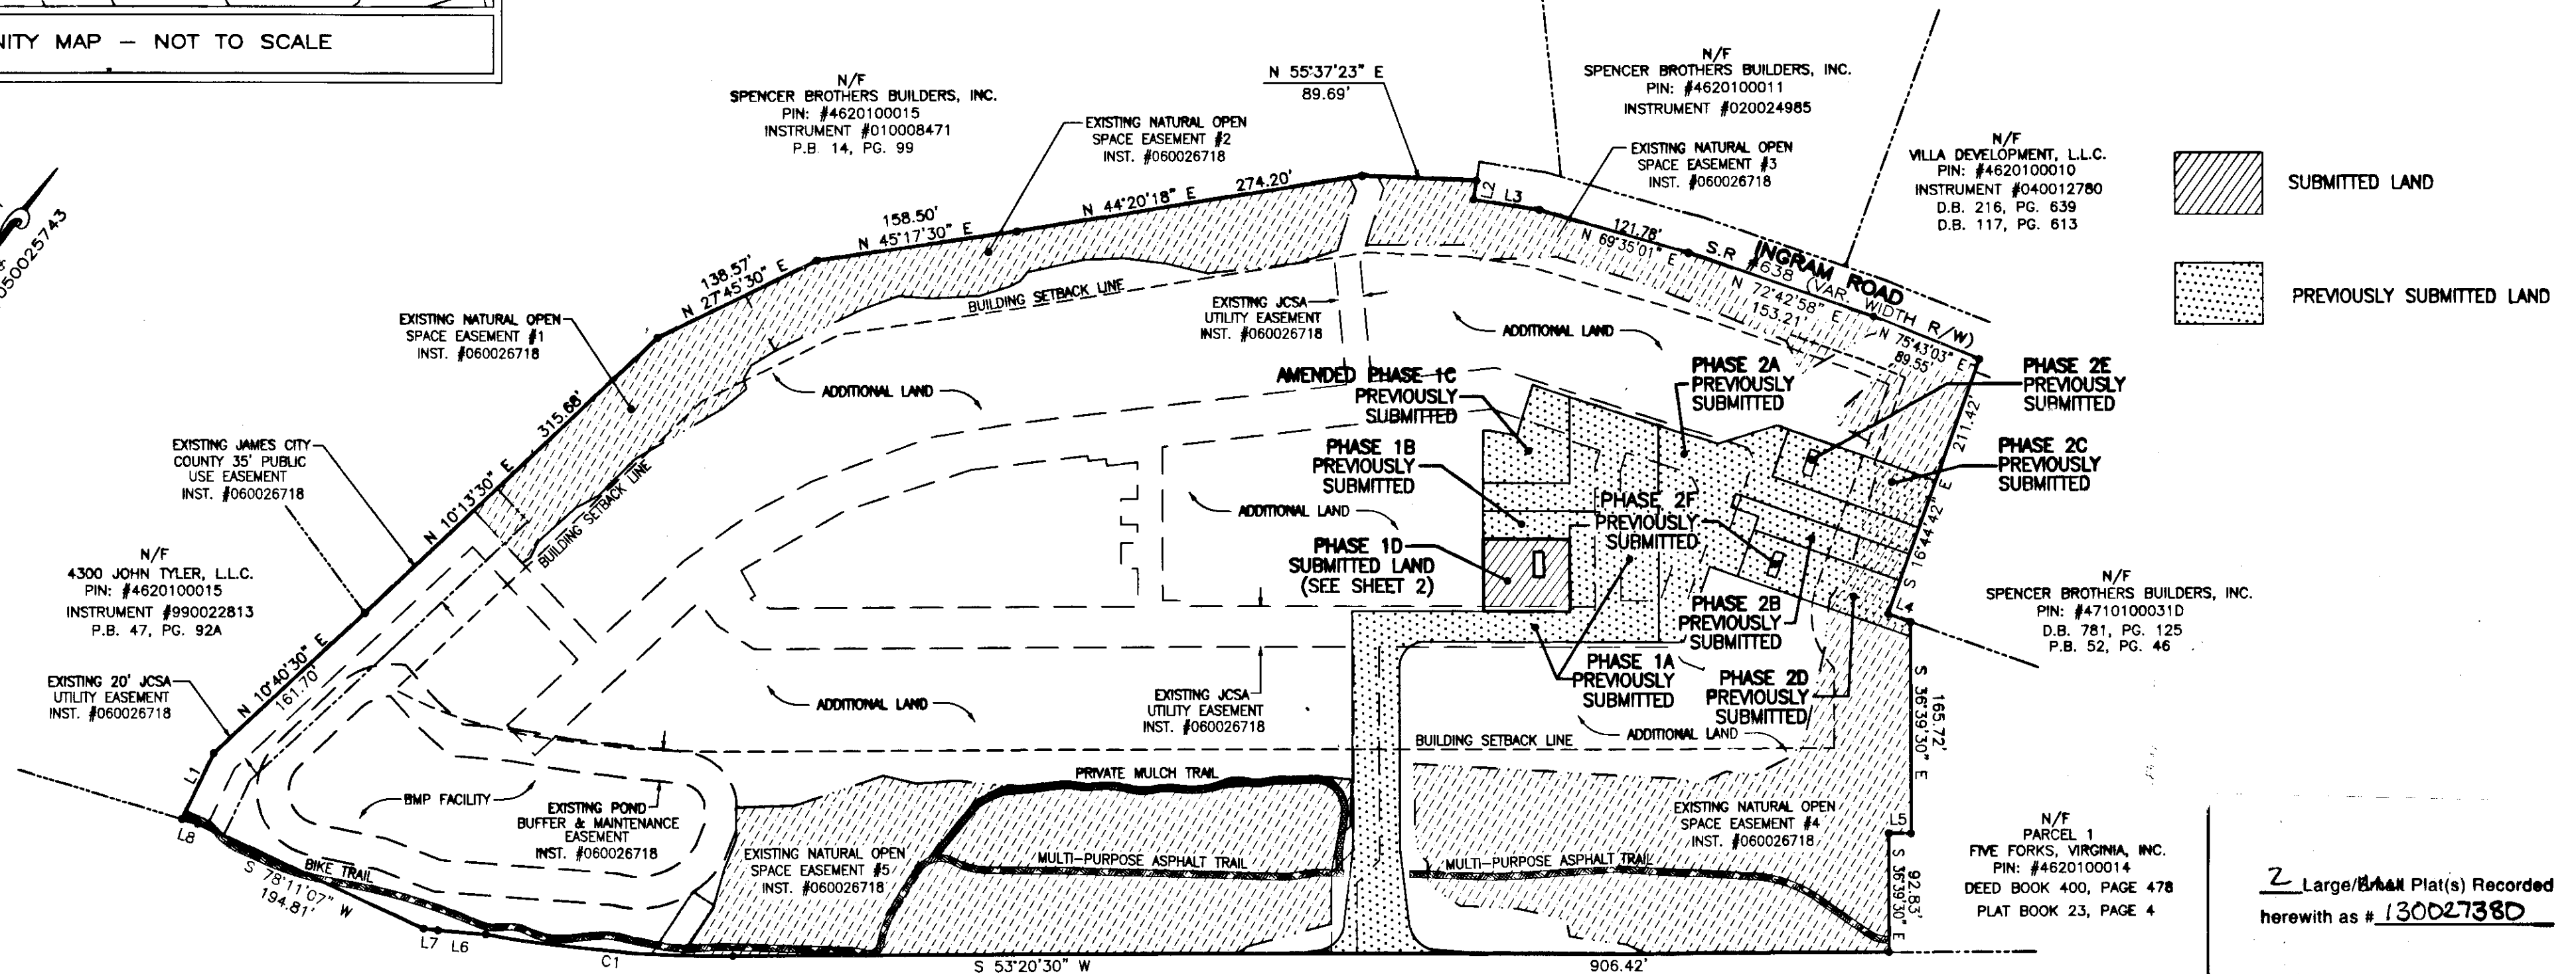 NITY MAP – NOT TO SCALE
N/F
SPENCER BROTHERS BUILDERS, INC.
PIN: #4620100015
INSTRUMENT #010008471
P.B. 14, PG. 99
N 55°37'23" E
89.69'
N/F
SPENCER BROTHERS BUILDERS, INC.
PIN: #4620100011
INSTRUMENT #020024985
EXISTING NATURAL OPEN
SPACE EASEMENT #2
INST. #060026718
EXISTING NATURAL OPEN
SPACE EASEMENT #3
INST. #060026718
N/F
VILLA DEVELOPMENT, L.L.C.
PIN: #4620100010
INSTRUMENT #040012780
D.B. 216, PG. 639
D.B. 117, PG. 613
SUBMITTED LAND
PREVIOUSLY SUBMITTED LAND
274.20'
N 44°20'18" E
158.50'
N 45°17'30" E
138.57'
N 27°45'30" E
L2
L3
121.78'
N 69°35'01" E
S.R. #638
INGRAM ROAD
(VAR. WIDTH R/W)
N 72°42'58" E
153.21'
N 75°43'03" E
89.55'
BUILDING SETBACK LINE
EXISTING JCSA
UTILITY EASEMENT
INST. #060026718
ADDITIONAL LAND
EXISTING NATURAL OPEN
SPACE EASEMENT #1
INST. #060026718
ADDITIONAL LAND
AMENDED PHASE 1C
PREVIOUSLY
SUBMITTED
PHASE 2A
PREVIOUSLY
SUBMITTED
PHASE 2E
PREVIOUSLY
SUBMITTED
315.68'
N 10°13'30" E
BUILDING SETBACK LINE
EXISTING JAMES CITY
COUNTY 35' PUBLIC
USE EASEMENT
INST. #060026718
PHASE 1B
PREVIOUSLY
SUBMITTED
PHASE 2C
PREVIOUSLY
SUBMITTED
211.42'
S 16°44'42" E
ADDITIONAL LAND
PHASE 2F
PREVIOUSLY
SUBMITTED
PHASE 1D
SUBMITTED LAND
(SEE SHEET 2)
N/F
4300 JOHN TYLER, L.L.C.
PIN: #4620100015
INSTRUMENT #990022813
P.B. 47, PG. 92A
L4
N/F
SPENCER BROTHERS BUILDERS, INC.
PIN: #4710100031D
D.B. 781, PG. 125
P.B. 52, PG. 46
PHASE 2B
PREVIOUSLY
SUBMITTED
PHASE 1A
PREVIOUSLY
SUBMITTED
PHASE 2D
PREVIOUSLY
SUBMITTED
N 10°40'30" E
161.70'
EXISTING 20' JCSA
UTILITY EASEMENT
INST. #060026718
ADDITIONAL LAND
EXISTING JCSA
UTILITY EASEMENT
INST. #060026718
165.72'
S 36°39'30" E
BUILDING SETBACK LINE
ADDITIONAL LAND
L1
PRIVATE MULCH TRAIL
BMP FACILITY
EXISTING POND
BUFFER & MAINTENANCE
EASEMENT
INST. #060026718
EXISTING NATURAL OPEN
SPACE EASEMENT #4
INST. #060026718
L5
L8
BIKE TRAIL
S 78°11'07" W
194.81'
EXISTING NATURAL OPEN
SPACE EASEMENT #5
INST. #060026718
MULTI-PURPOSE ASPHALT TRAIL
MULTI-PURPOSE ASPHALT TRAIL
92.83'
S 36°39'30" E
N/F
PARCEL 1
FIVE FORKS, VIRGINIA, INC.
PIN: #4620100014
DEED BOOK 400, PAGE 478
PLAT BOOK 23, PAGE 4
2 Large/Small Plat(s) Recorded
herewith as # 130027380
L7
L6
C1
S 53°20'30" W
906.42'